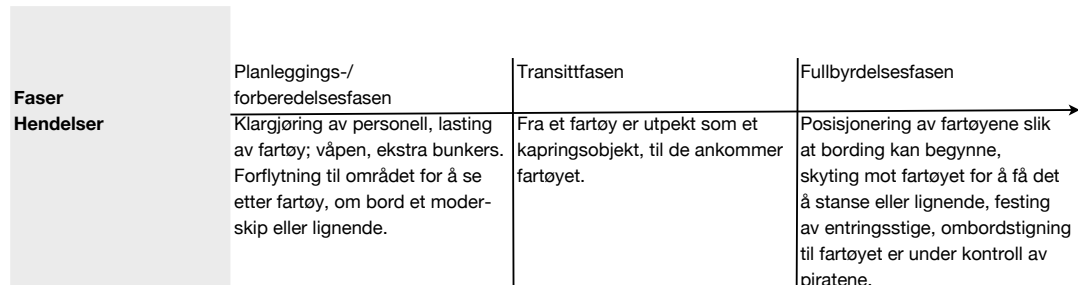 Faser
Hendelser
Planleggings-/
forberedelsesfasen
Klargjøring av personell, lasting
av fartøy; våpen, ekstra bunkers.
Forflytning til området for å se
etter fartøy, om bord et moder-
skip eller lignende.
Transittfasen
Fra et fartøy er utpekt som et
kapringsobjekt, til de ankommer
fartøyet.
Fullbyrdelsesfasen
Posisjonering av fartøyene slik
at bording kan begynne,
skyting mot fartøyet for å få det
å stanse eller lignende, festing
av entringsstige, ombordstigning
til fartøyet er under kontroll av
piratene.